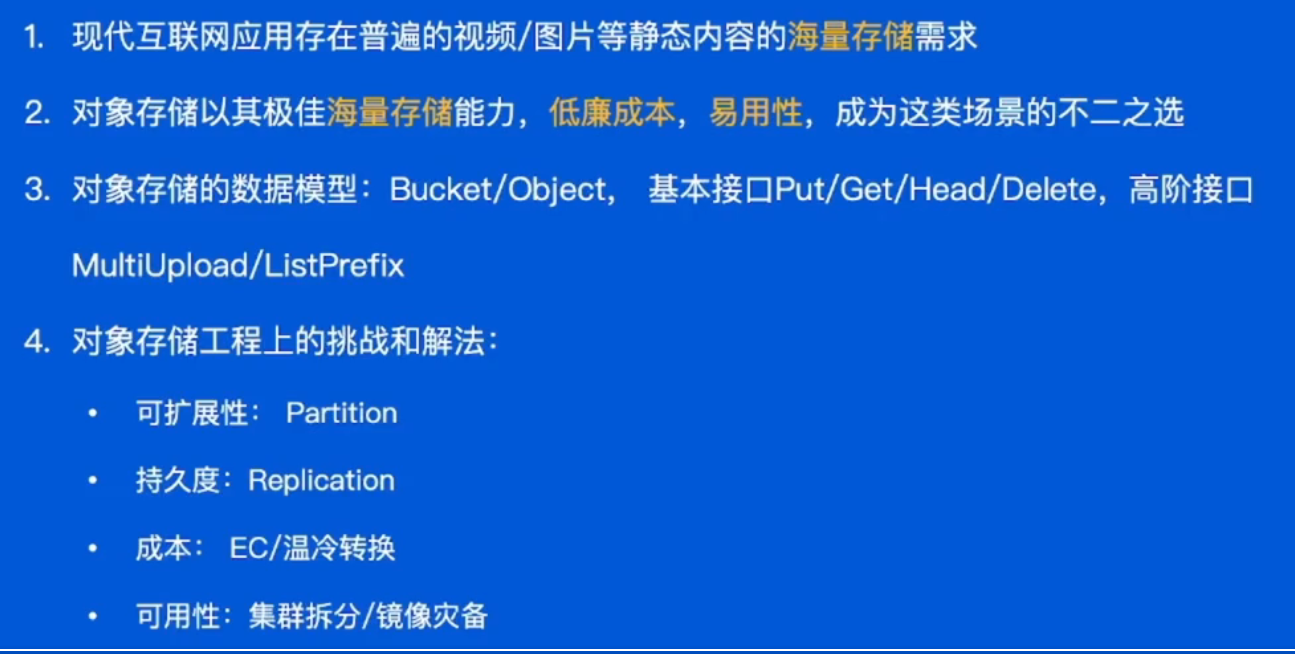 1. 现代互联网应用存在普遍的视频/图片等静态内容的海量存储需求
2. 对象存储以其极佳海量存储能力，低廉成本，易用性，成为这类场景的不二之选
3. 对象存储的数据模型：Bucket/Object， 基本接口Put/Get/Head/Delete，高阶接口
MultiUpload/ListPrefix
4. 对象存储工程上的挑战和解法：
• 可扩展性： Partition
• 持久度：Replication
• 成本： EC/温冷转换
• 可用性：集群拆分/镜像灾备